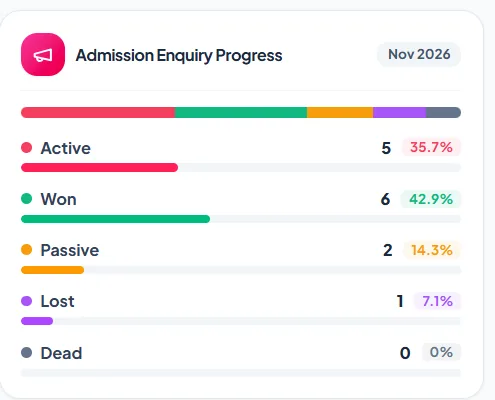 Admission Enquiry Progress
Nov 2026
Active 5 35.7%
Won 6 42.9%
Passive 2 14.3%
Lost 1 7.1%
Dead 0 0%